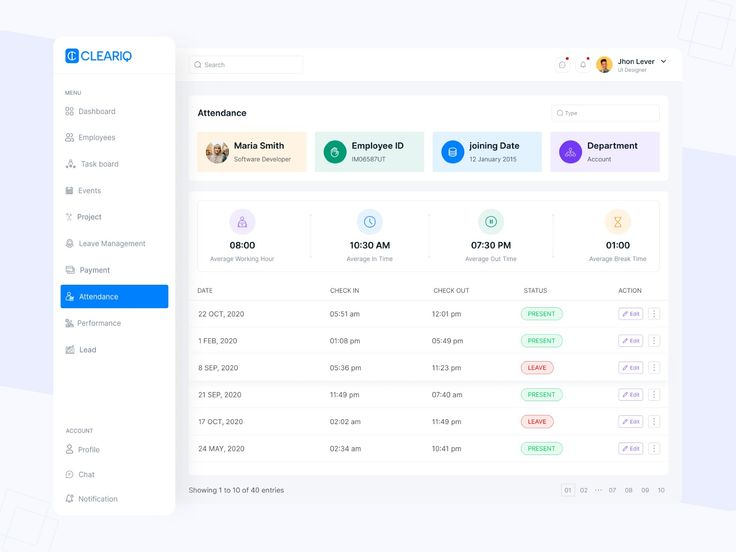 CLEARIQ
MENU
Dashboard
Employees
Task board
Events
Project
Leave Management
Payment
Attendance
Performance
Lead
ACCOUNT
Profile
Chat
Notification
Search
Jhon Lever
UI Designer
Attendance
Type
Maria Smith
Software Developer
Employee ID
IM06587UT
joining Date
12 January 2015
Department
Account
08:00
Average Working Hour
10:30 AM
Average In Time
07:30 PM
Average Out Time
01:00
Average Break Time
DATE CHECK IN CHECK OUT STATUS ACTION
22 OCT, 2020 05:51 am 12:01 pm PRESENT Edit
1 FEB, 2020 01:08 pm 05:49 pm PRESENT Edit
8 SEP, 2020 05:36 pm 11:23 pm LEAVE Edit
21 SEP, 2020 11:49 pm 07:40 am PRESENT Edit
17 OCT, 2020 02:02 am 11:49 pm LEAVE Edit
24 MAY, 2020 02:34 am 10:41 pm PRESENT Edit
Showing 1 to 10 of 40 entries
01 02 ··· 07 08 09 10